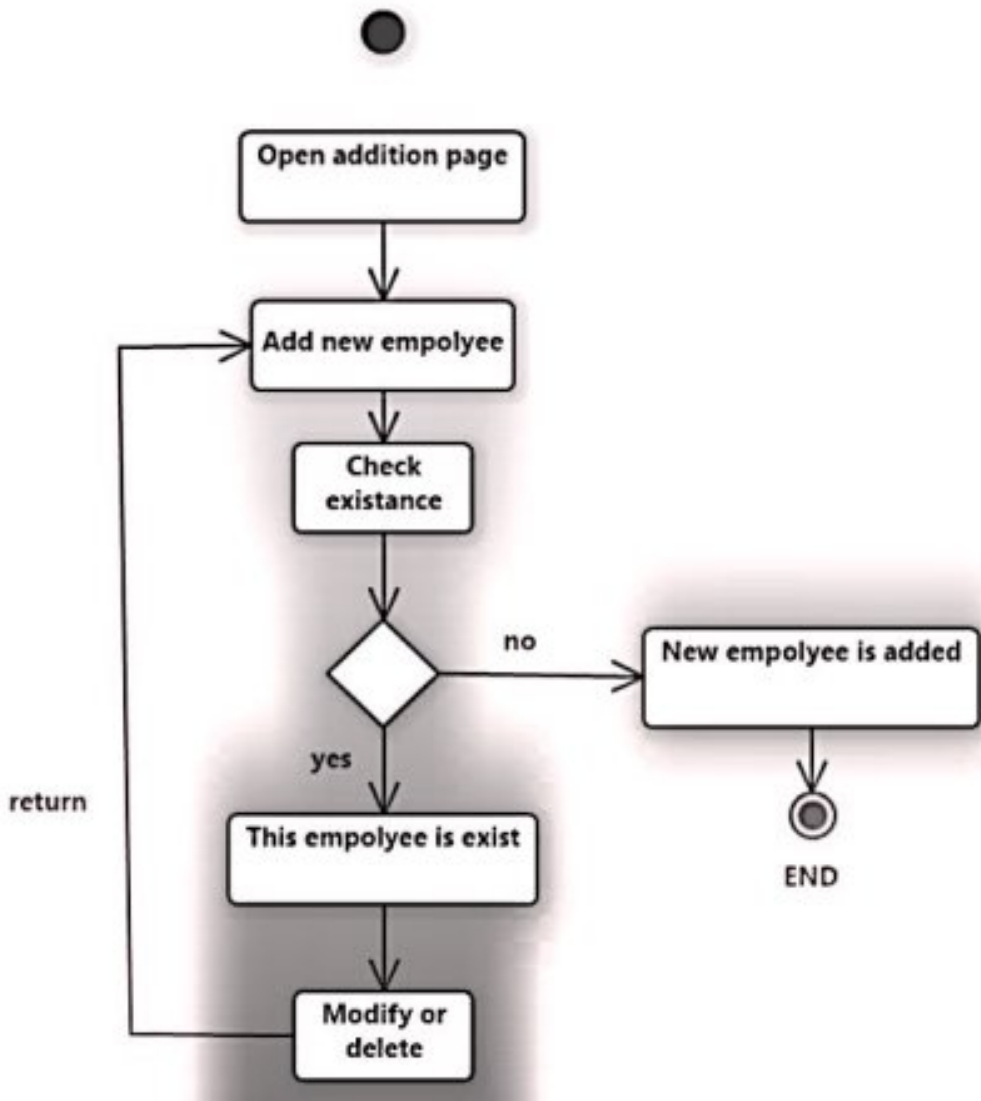 Open addition page
Add new empolyee
Check
existance
no
New empolyee is added
yes
return
This empolyee is exist
END
Modify or
delete